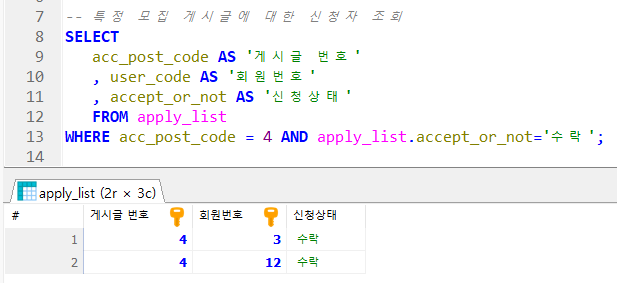 7
-- 특정 모집 게시글에 대한 신청자 조회
8 SELECT
9 acc_post_code AS '게시글 번호'
10 , user_code AS '회원번호'
11 , accept_or_not AS '신청상태'
12 FROM apply_list
13 WHERE acc_post_code = 4 AND apply_list.accept_or_not='수락';
14
apply_list (2r × 3c)
# 게시글 번호 회원번호 신청상태
1 4 3 수락
2 4 12 수락